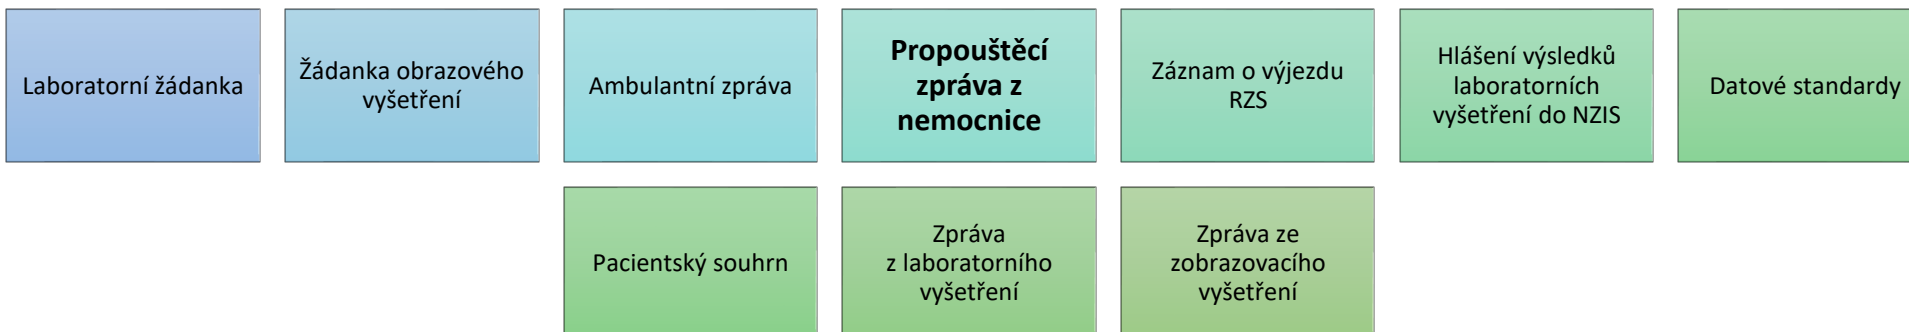 Laboratorní žádanka
Žádanka obrazového
vyšetření
Ambulantní zpráva
Propouštěcí
zpráva z
nemocnice
Záznam o výjezdu
RZS
Hlášení výsledků
laboratorních
vyšetření do NZIS
Datové standardy
Pacientský souhrn
Zpráva
z laboratorního
vyšetření
Zpráva ze
zobrazovacího
vyšetření